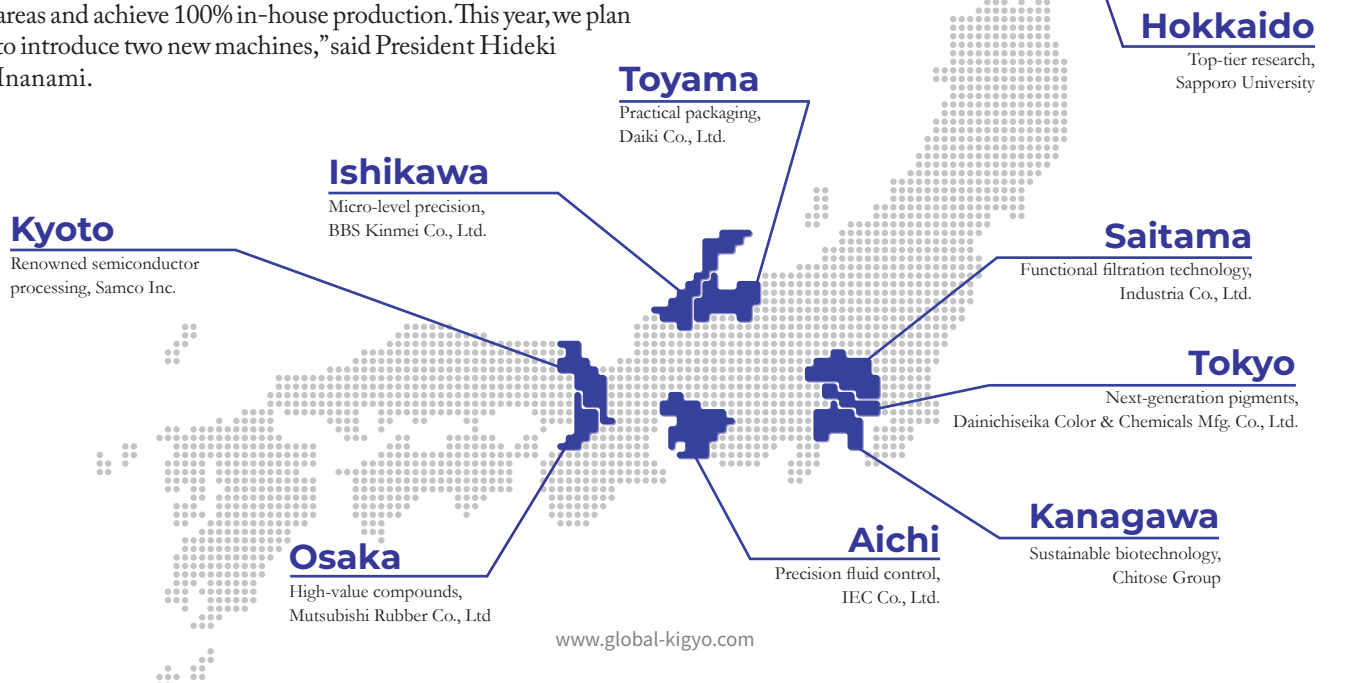 areas and achieve 100% in-house production. This year, we plan
to introduce two new machines,” said President Hideki
Inanami.
Hokkaido
Top-tier research,
Sapporo University
Toyama
Practical packaging,
Daiki Co., Ltd.
Ishikawa
Micro-level precision,
BBS Kinmei Co., Ltd.
Kyoto
Renowned semiconductor
processing, Samco Inc.
Saitama
Functional filtration technology,
Industria Co., Ltd.
Tokyo
Next-generation pigments,
Dainichiseika Color & Chemicals Mfg. Co., Ltd.
Kanagawa
Sustainable biotechnology,
Chitose Group
Aichi
Precision fluid control,
IEC Co., Ltd.
Osaka
High-value compounds,
Mutsubishi Rubber Co., Ltd
www.global-kigyo.com